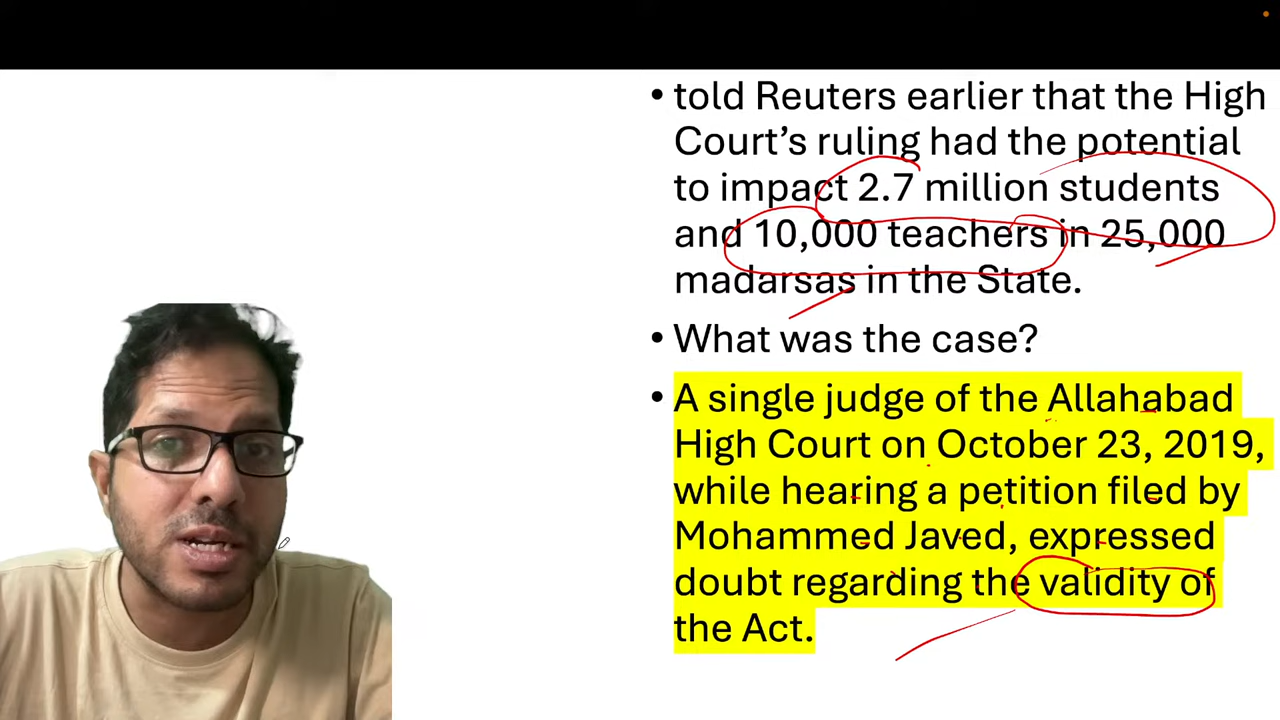 • told Reuters earlier that the High
Court’s ruling had the potential
to impact 2.7 million students
and 10,000 teachers in 25,000
madarsas in the State.
• What was the case?
• A single judge of the Allahabad
High Court on October 23, 2019,
while hearing a petition filed by
Mohammed Javed, expressed
doubt regarding the validity of
the Act.